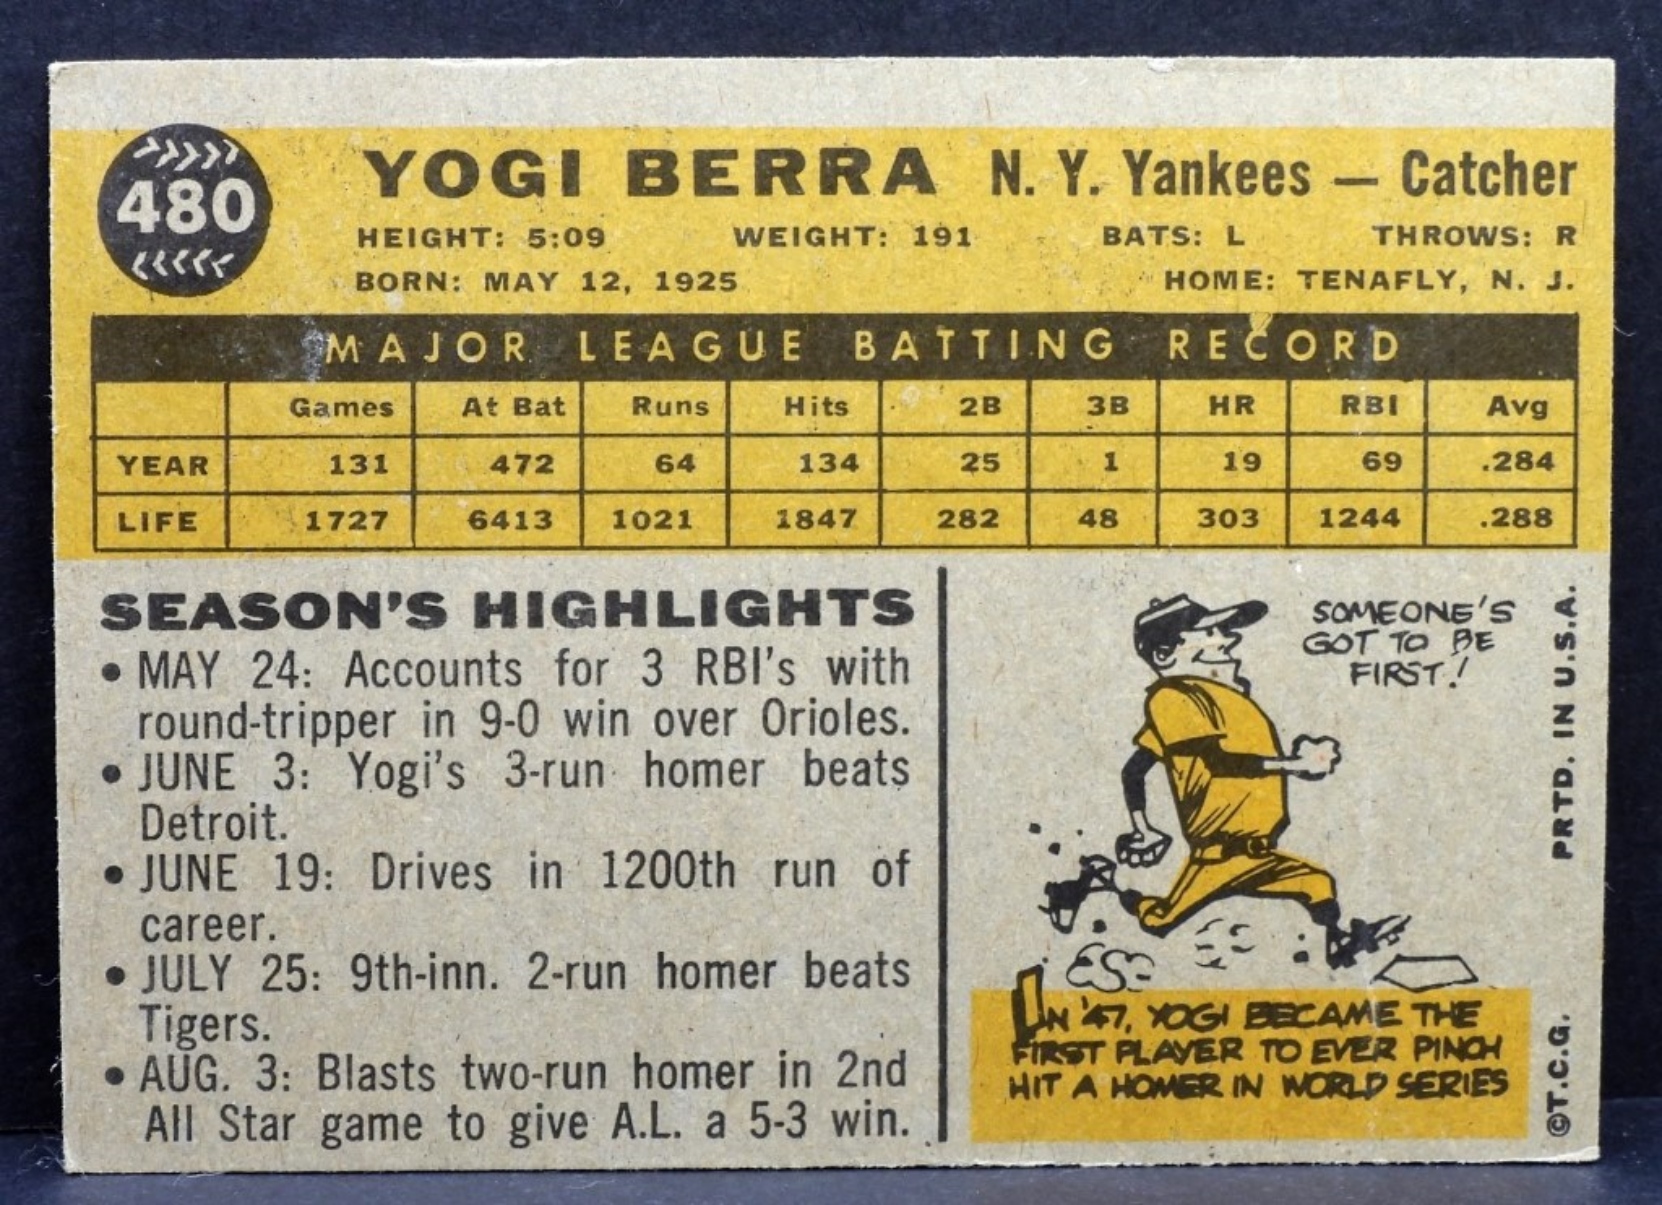 480
YOGI BERRA N. Y. Yankees — Catcher
HEIGHT: 5:09 WEIGHT: 191 BATS: L THROWS: R
BORN: MAY 12, 1925 HOME: TENAFLY, N. J.
MAJOR LEAGUE BATTING RECORD
Games At Bat Runs Hits 2B 3B HR RBI Avg
YEAR 131 472 64 134 25 1 19 69 .284
LIFE 1727 6413 1021 1847 282 48 303 1244 .288
SEASON'S HIGHLIGHTS
• MAY 24: Accounts for 3 RBI's with
round-tripper in 9-0 win over Orioles.
• JUNE 3: Yogi's 3-run homer beats
Detroit.
• JUNE 19: Drives in 1200th run of
career.
• JULY 25: 9th-inn. 2-run homer beats
Tigers.
• AUG. 3: Blasts two-run homer in 2nd
All Star game to give A.L. a 5-3 win.
SOMEONE'S
GOT TO BE
FIRST!
IN '47, YOGI BECAME THE
FIRST PLAYER TO EVER PINCH
HIT A HOMER IN WORLD SERIES
©T.C.G. PRTD. IN U.S.A.